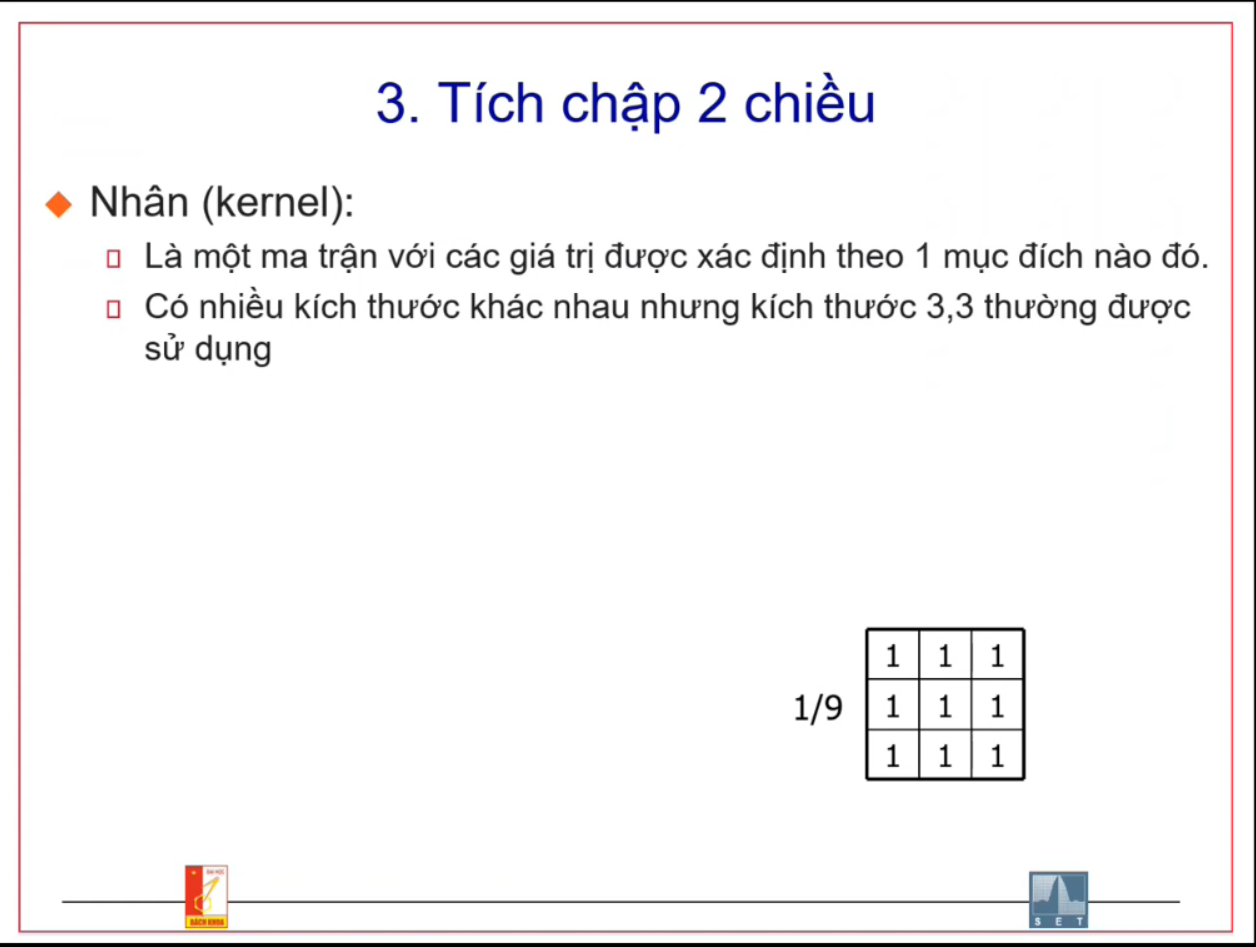 3. Tích chập 2 chiều
Nhân (kernel):
Là một ma trận với các giá trị được xác định theo 1 mục đích nào đó.
Có nhiều kích thước khác nhau nhưng kích thước 3,3 thường được
sử dụng
1 1 1
1/9 1 1 1
1 1 1
ĐẠI HỌC
BÁCH KHOA
S E T